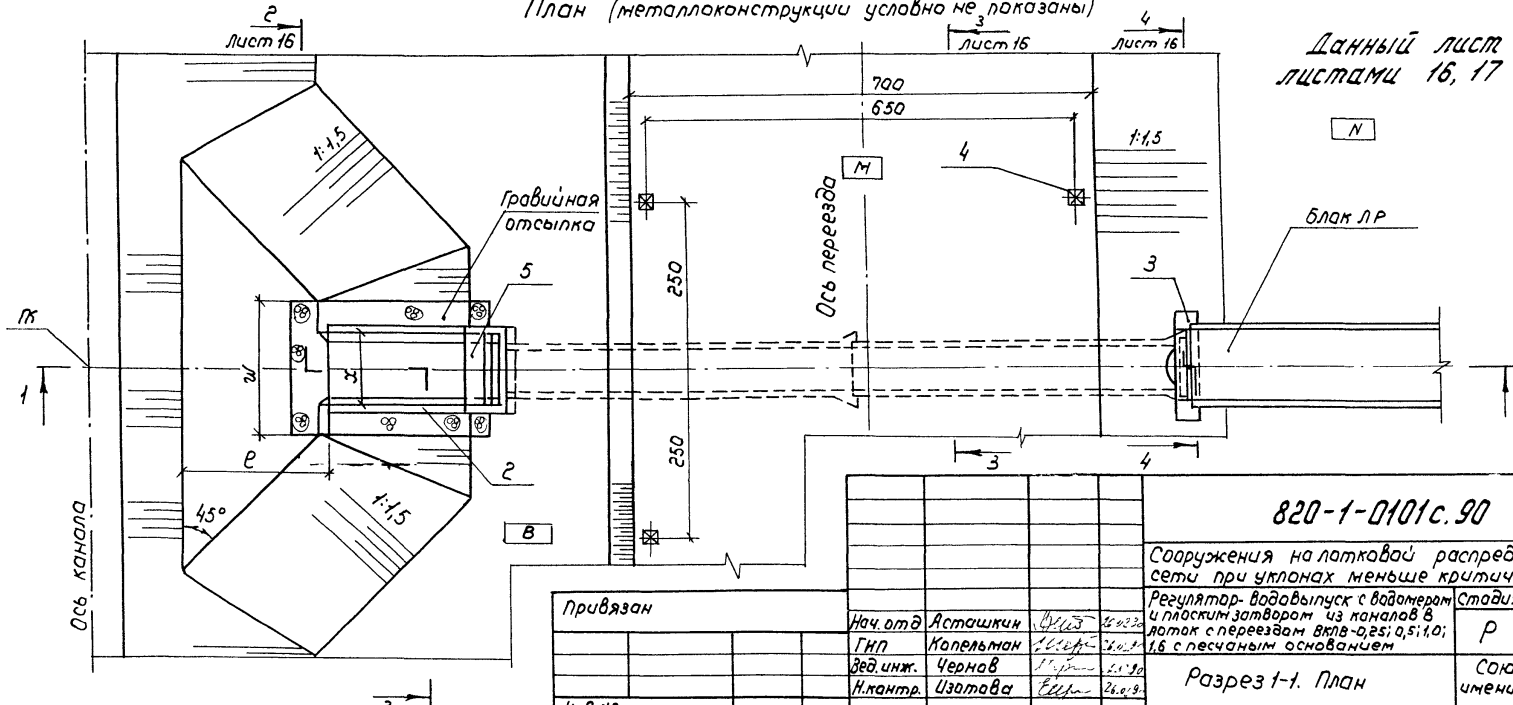 План (металлоконструкции условно не показаны)
2
лист 16
3
лист 16
4
лист 16
Данный лист
листами 16, 17
N
700
650
1:1,5
1:1,5
4
М
Гравийная
отсыпка
Ось переезда
блок ЛР
5
250
3
ПК
w
x
1
250
е
2
3
4
45°
1:1,5
В
Ось канала
820-1-0101с.90
Сооружения на лотковой распред
сети при уклонах меньше критич
Привязан
Регулятор-водовыпуск с водомером
и плоским затвором из каналов в
лоток с переездом ВКПВ-0,25; 0,5; 1,0;
1,6 с песчаным основанием
Стади
Р
Нач. отд Асташкин
ГИП Копельман
Вед. инж. Чернов
Н.контр. Изотова
Разрез 1-1. План
Сою
имени